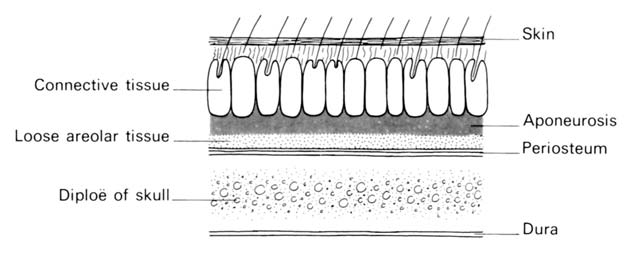 Skin
Connective tissue
Aponeurosis
Loose areolar tissue
Periosteum
Diploë of skull
Dura